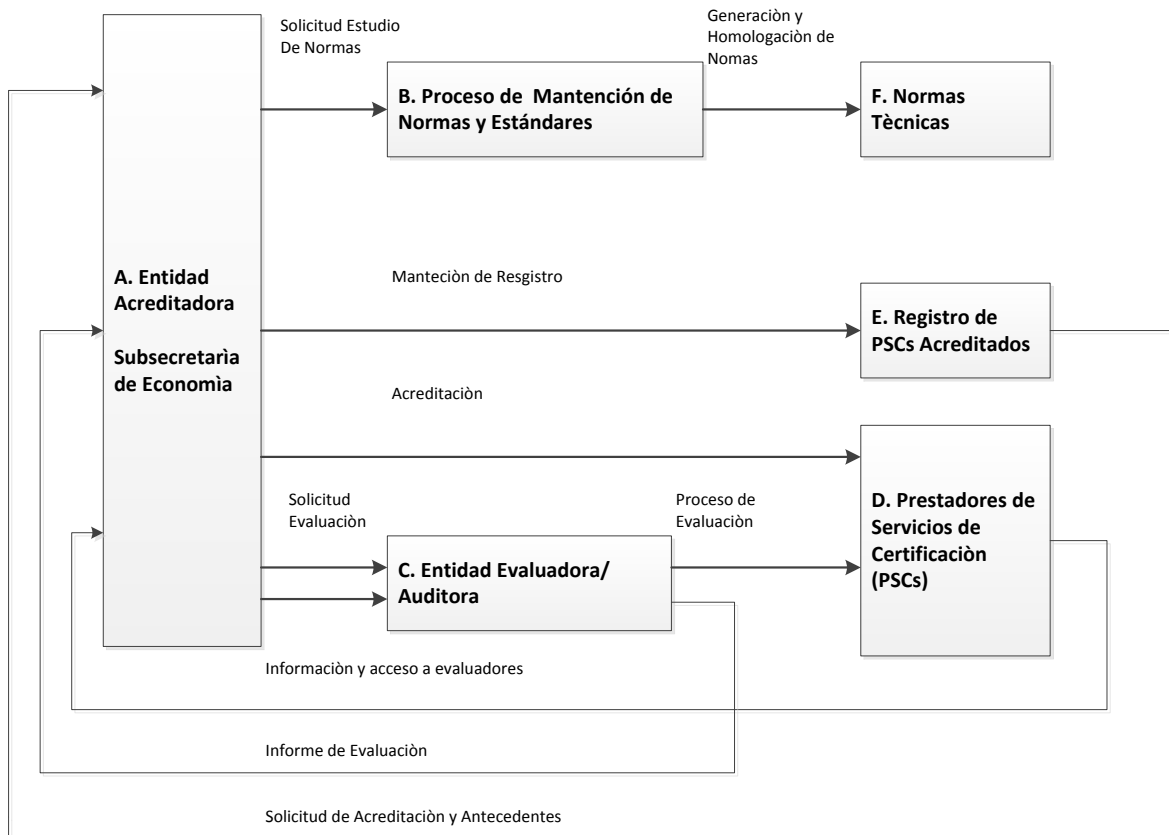 Solicitud Estudio
De Normas
Generaciòn y
Homologaciòn de
Nomas
B. Proceso de Mantención de
Normas y Estándares
F. Normas
Tècnicas
A. Entidad
Acreditadora
Subsecretarìa
de Economìa
Manteciòn de Resgistro
E. Registro de
PSCs Acreditados
Acreditaciòn
Solicitud
Evaluaciòn
Proceso de
Evaluaciòn
D. Prestadores de
Servicios de
Certificaciòn
(PSCs)
C. Entidad Evaluadora/
Auditora
Informaciòn y acceso a evaluadores
Informe de Evaluaciòn
Solicitud de Acreditaciòn y Antecedentes